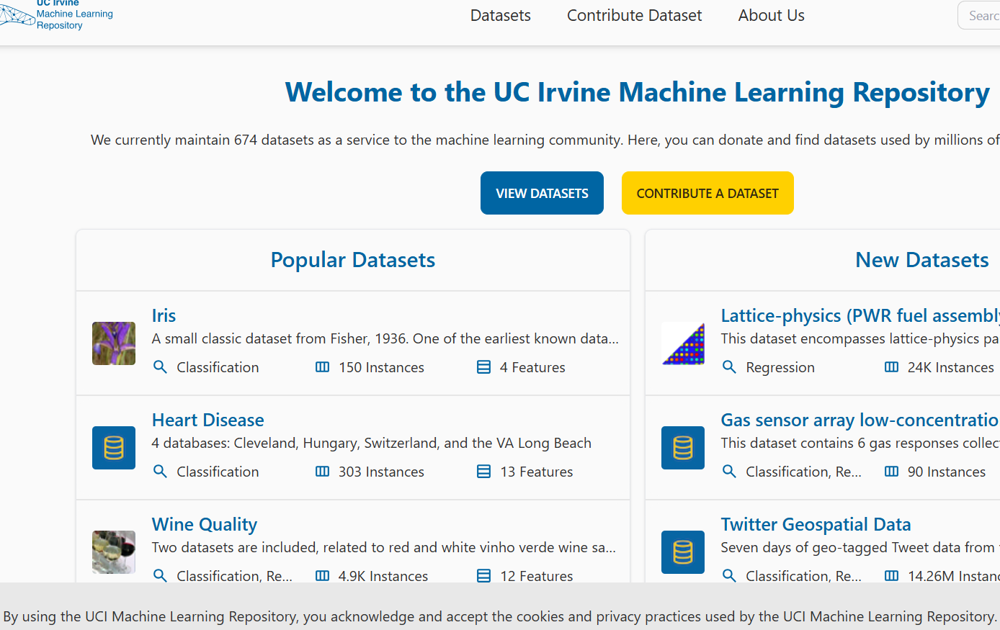 UC Irvine
Machine Learning
Repository
Datasets
Contribute Dataset
About Us
Searc
Welcome to the UC Irvine Machine Learning Repository
We currently maintain 674 datasets as a service to the machine learning community. Here, you can donate and find datasets used by millions of
VIEW DATASETS
CONTRIBUTE A DATASET
Popular Datasets
Iris
A small classic dataset from Fisher, 1936. One of the earliest known data...
Classification
150 Instances
4 Features
Heart Disease
4 databases: Cleveland, Hungary, Switzerland, and the VA Long Beach
Classification
303 Instances
13 Features
Wine Quality
Two datasets are included, related to red and white vinho verde wine sa...
Classification, Re...
4.9K Instances
12 Features
New Datasets
Lattice-physics (PWR fuel assembly
This dataset encompasses lattice-physics pa
Regression
24K Instances
Gas sensor array low-concentratio
This dataset contains 6 gas responses collec
Classification, Re...
90 Instances
Twitter Geospatial Data
Seven days of geo-tagged Tweet data from
Classification, Re...
14.26M Instanc
By using the UCI Machine Learning Repository, you acknowledge and accept the cookies and privacy practices used by the UCI Machine Learning Repository.